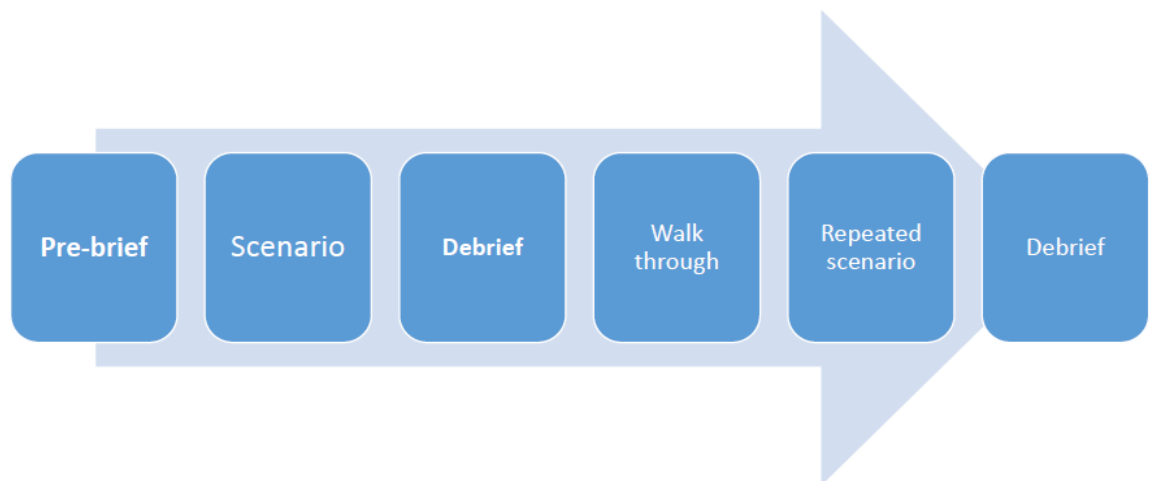 Pre-brief
Scenario
Debrief
Walk
through
Repeated
scenario
Debrief